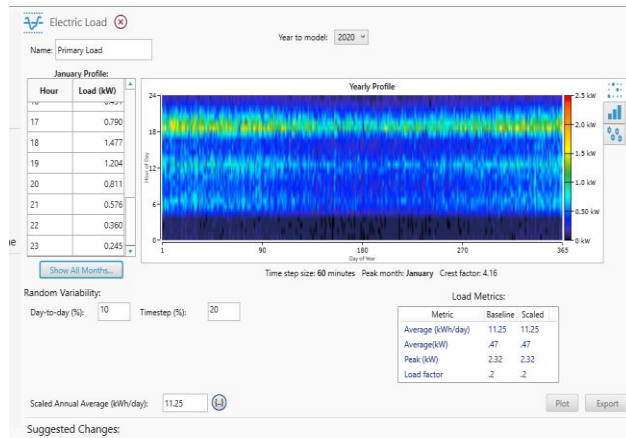 Electric Load
Name: Primary Load
Year to model: 2020
January Profile:
Hour Load (kW)
17 0.790
18 1.477
19 1.204
20 0.811
21 0.576
22 0.360
23 0.245
Show All Months...
Yearly Profile
Hour of Day
24
18
12
6
0
1 90 180 270 365
Day of Year
2.5 kW
2.0 kW
1.5 kW
1.0 kW
0.50 kW
0 kW
Time step size: 60 minutes Peak month: January Crest factor: 4.16
Random Variability:
Day-to-day (%): 10 Timestep (%): 20
Load Metrics:
Metric Baseline Scaled
Average (kWh/day) 11.25 11.25
Average(kW) .47 .47
Peak (kW) 2.32 2.32
Load factor .2 .2
Scaled Annual Average (kWh/day): 11.25 {..}
Plot Export
Suggested Changes: